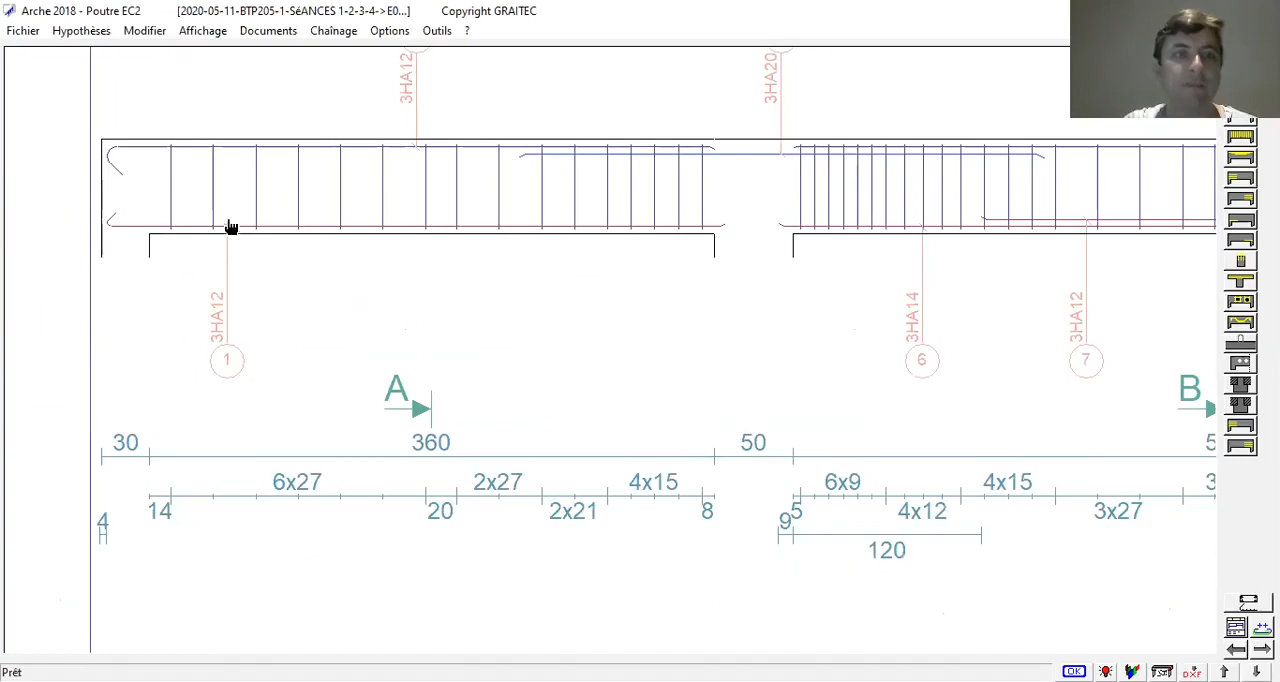 Arche 2018 - Poutre EC2 [2020-05-11-BTP205-1-SéANCES 1-2-3-4->E0...] Copyright GRAITEC
Fichier Hypothèses Modifier Affichage Documents Chaînage Options Outils ?
3HA12 3HA20
3HA12 3HA14 3HA12
1 6 7
A B
30 360 50 5
6x27 2x27 4x15 6x9 4x15 3
14 20 2x21 8 5 4x12 3x27
4 9
120
Prêt OK DXF